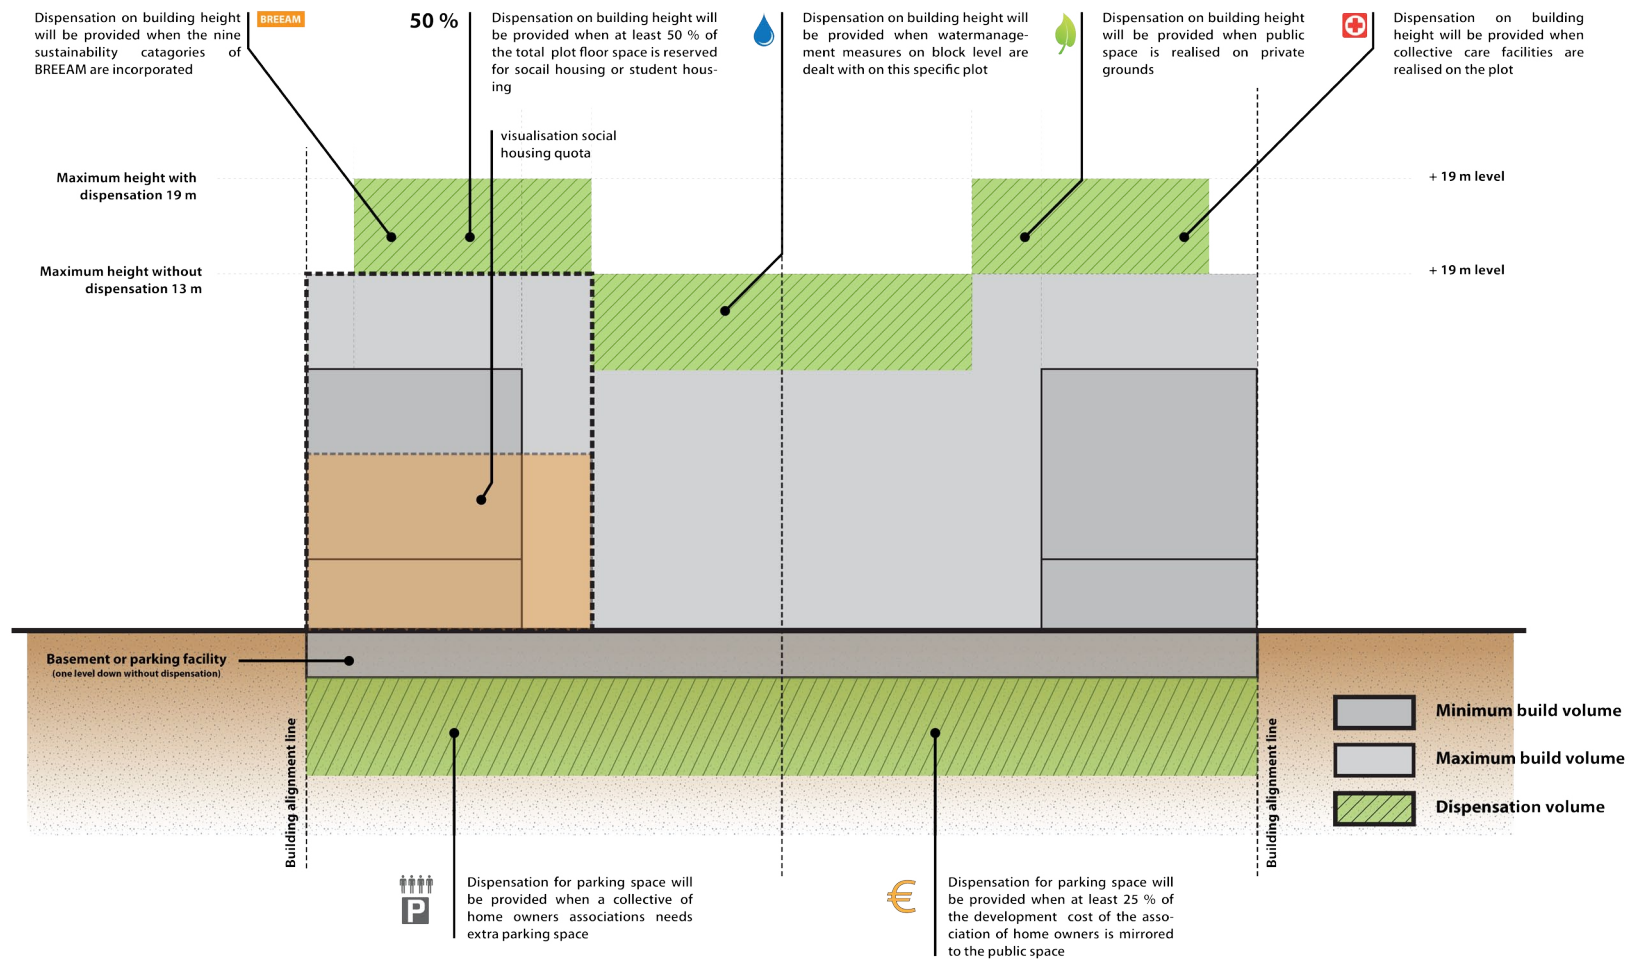 Dispensation on building height
will be provided when the nine
sustainability catagories of
BREEAM are incorporated
BREEAM
50 %
Dispensation on building height will
be provided when at least 50 % of
the total plot floor space is reserved
for socail housing or student hous-
ing
Dispensation on building height will
be provided when watermanage-
ment measures on block level are
dealt with on this specific plot
Dispensation on building height
will be provided when public
space is realised on private
grounds
Dispensation on building
height will be provided when
collective care facilities are
realised on the plot
visualisation social
housing quota
Maximum height with
dispensation 19 m
+ 19 m level
Maximum height without
dispensation 13 m
+ 19 m level
Basement or parking facility
(one level down without dispensation)
Building alignment line
Building alignment line
Minimum build volume
Maximum build volume
Dispensation volume
P
Dispensation for parking space will
be provided when a collective of
home owners associations needs
extra parking space
€
Dispensation for parking space will
be provided when at least 25 % of
the development cost of the asso-
ciation of home owners is mirrored
to the public space